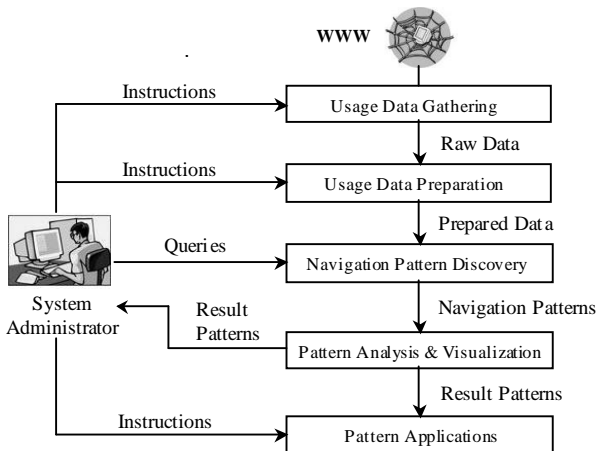 WWW
Instructions
Usage Data Gathering
Raw Data
Instructions
Usage Data Preparation
Prepared Data
Queries
Navigation Pattern Discovery
System
Administrator
Result
Patterns
Navigation Patterns
Pattern Analysis & Visualization
Result Patterns
Instructions
Pattern Applications